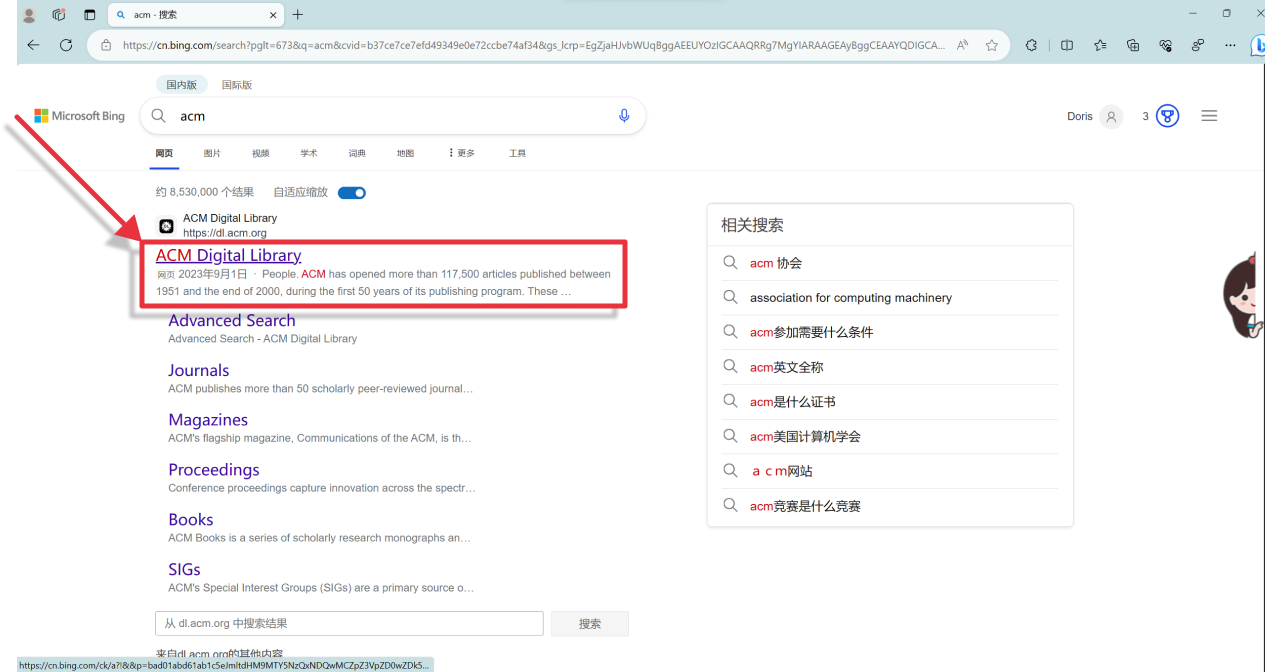 acm - 搜索
https://cn.bing.com/search?pglt=673&q=acm&cvid=b37ce7ce7efd49349e0e72ccbe74af34&gs_lcrp=EgZjaHJvbWUqBggAEEUYOzIGCAAQRRg7MgYIARAAGEAyBggCEAAYQDIGCA...
国内版 国际版
Microsoft Bing
acm
Doris
3
网页 图片 视频 学术 词典 地图 更多 工具
约 8,530,000 个结果 自适应缩放
ACM Digital Library
https://dl.acm.org
ACM Digital Library
网页 2023年9月1日 · People. ACM has opened more than 117,500 articles published between
1951 and the end of 2000, during the first 50 years of its publishing program. These …
Advanced Search
Advanced Search - ACM Digital Library
Journals
ACM publishes more than 50 scholarly peer-reviewed journal…
Magazines
ACM's flagship magazine, Communications of the ACM, is th…
Proceedings
Conference proceedings capture innovation across the spectr…
Books
ACM Books is a series of scholarly research monographs an…
SIGs
ACM's Special Interest Groups (SIGs) are a primary source o…
从 dl.acm.org 中搜索结果
搜索
来自dl.acm.org的其他内容
相关搜索
acm 协会
association for computing machinery
acm参加需要什么条件
acm英文全称
acm是什么证书
acm美国计算机学会
ａｃｍ网站
acm竞赛是什么竞赛
https://cn.bing.com/ck/a?!&&p=bad01abd61ab1c5eJmltdHM9MTY5NzQxNDQwMCZpZ3VpZD0wZDk5...